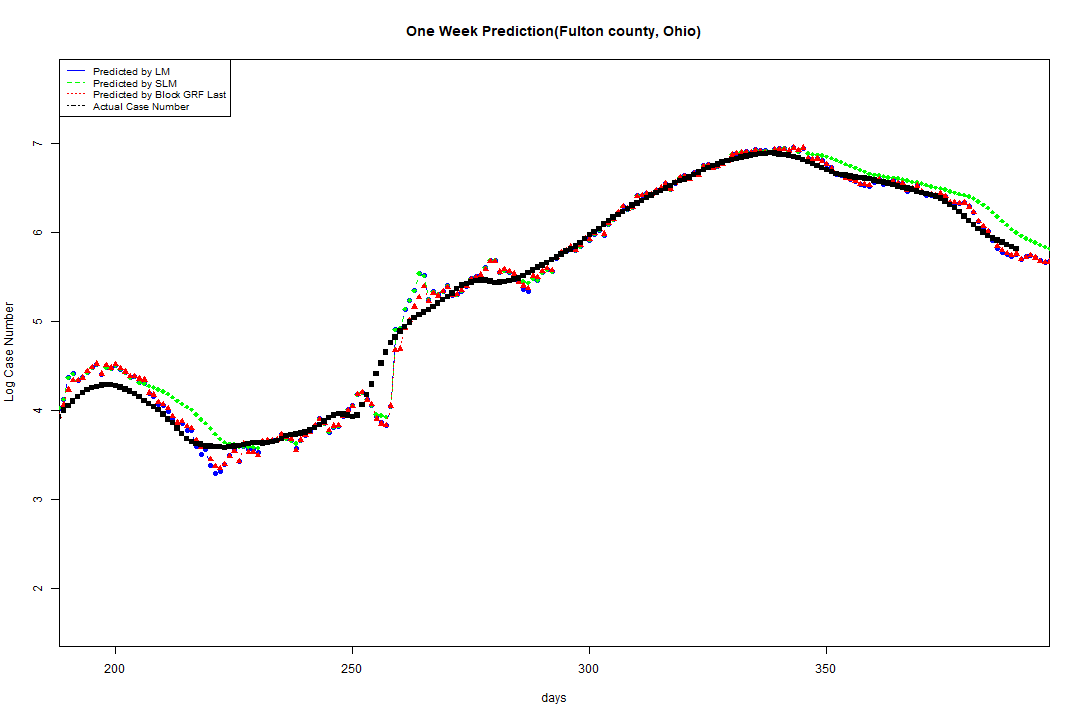 One Week Prediction(Fulton county, Ohio)
Predicted by LM
Predicted by SLM
Predicted by Block GRF Last
Actual Case Number
7
6
5
4
3
2
Log Case Number
200
250
300
350
days